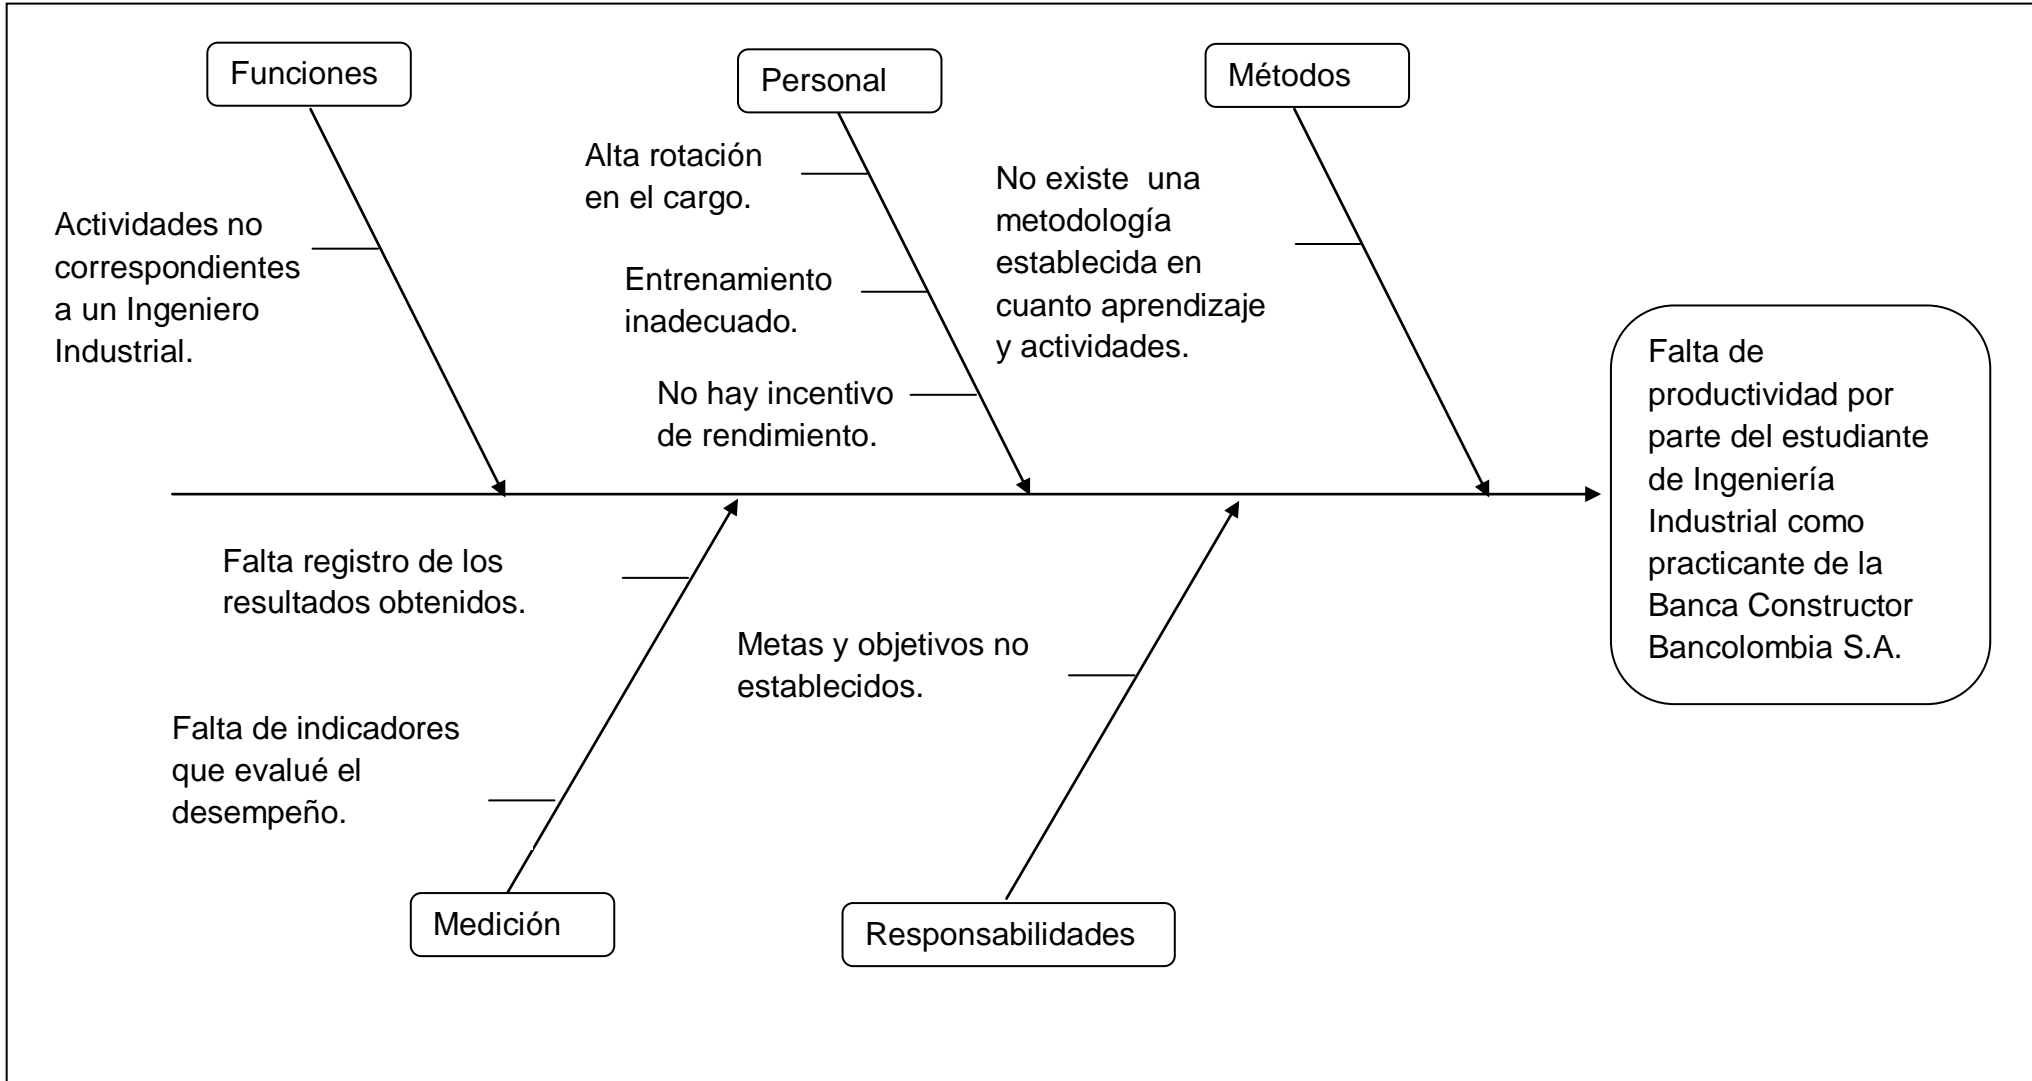 Funciones
Personal
Métodos
Alta rotación
en el cargo.
No existe  una
metodología
establecida en
cuanto aprendizaje
y actividades.
Actividades no
correspondientes
a un Ingeniero
Industrial.
Entrenamiento
inadecuado.
No hay incentivo
de rendimiento.
Falta de
productividad por
parte del estudiante
de Ingeniería
Industrial como
practicante de la
Banca Constructor
Bancolombia S.A.
Falta registro de los
resultados obtenidos.
Metas y objetivos no
establecidos.
Falta de indicadores
que evalué el
desempeño.
Medición
Responsabilidades